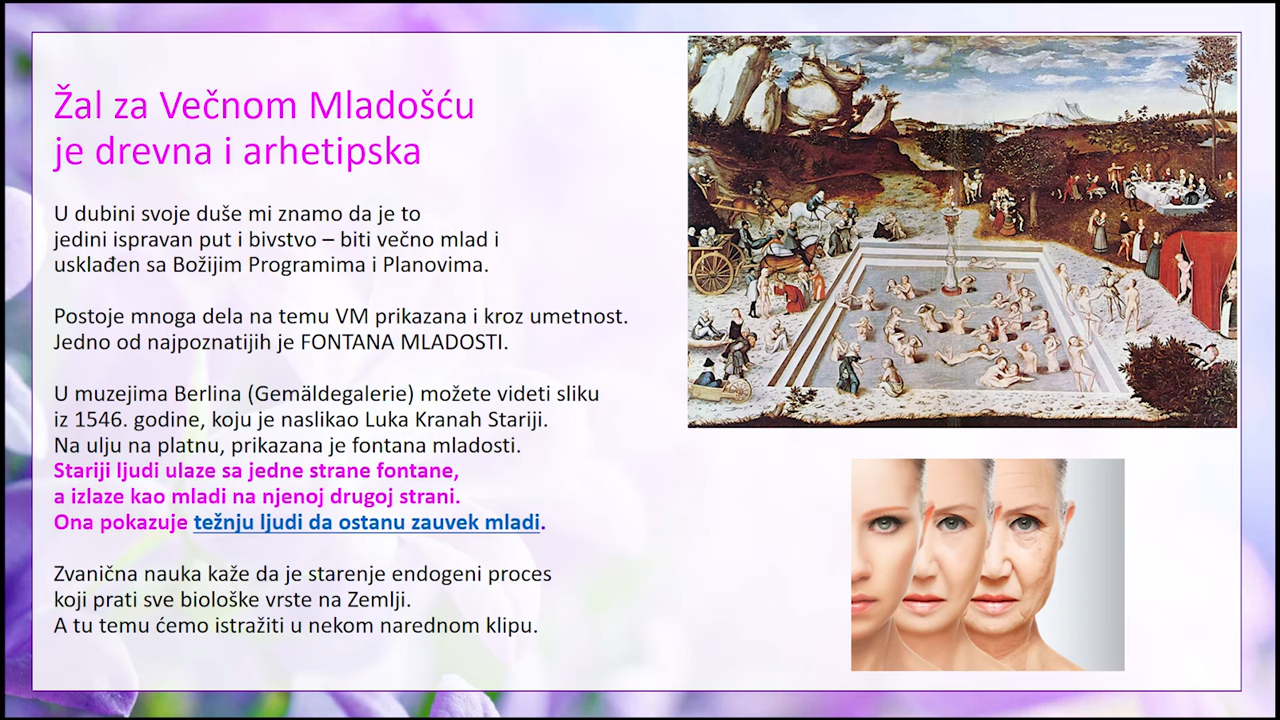 Žal za Večnom Mladošću
je drevna i arhetipska
U dubini svoje duše mi znamo da je to
jedini ispravan put i bivstvo – biti večno mlad i
usklađen sa Božijim Programima i Planovima.
Postoje mnoga dela na temu VM prikazana i kroz umetnost.
Jedno od najpoznatijih je FONTANA MLADOSTI.
U muzejima Berlina (Gemäldegalerie) možete videti sliku
iz 1546. godine, koju je naslikao Luka Kranah Stariji.
Na ulju na platnu, prikazana je fontana mladosti.
Stariji ljudi ulaze sa jedne strane fontane,
a izlaze kao mladi na njenoj drugoj strani.
Ona pokazuje težnju ljudi da ostanu zauvek mladi.
Zvanična nauka kaže da je starenje endogeni proces
koji prati sve biološke vrste na Zemlji.
A tu temu ćemo istražiti u nekom narednom klipu.